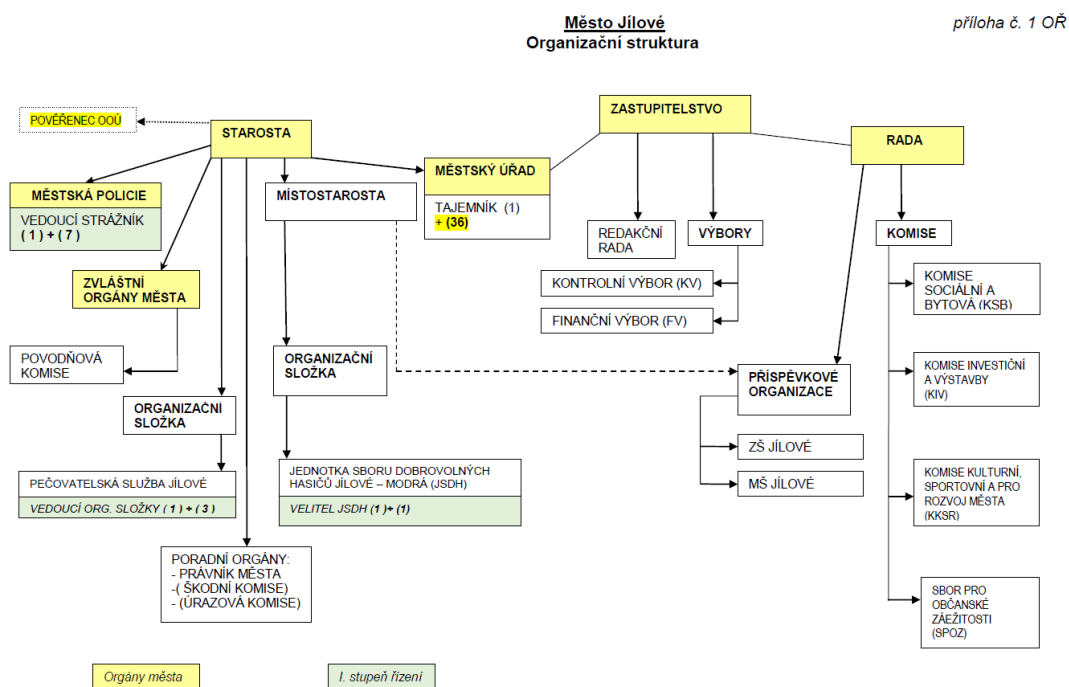 Město Jílové
Organizační struktura
příloha č. 1 OŘ
POVĚŘENEC OOÚ
STAROSTA
ZASTUPITELSTVO
RADA
MĚSTSKÁ POLICIE
VEDOUCÍ STRÁŽNÍK
( 1 ) + ( 7 )
MÍSTOSTAROSTA
MĚSTSKÝ ÚŘAD
TAJEMNÍK (1)
+ (36)
REDAKČNÍ
RADA
VÝBORY
KOMISE
ZVLÁŠTNÍ
ORGÁNY MĚSTA
KONTROLNÍ VÝBOR (KV)
FINANČNÍ VÝBOR (FV)
KOMISE
SOCIÁLNÍ A
BYTOVÁ (KSB)
POVODŇOVÁ
KOMISE
ORGANIZAČNÍ
SLOŽKA
ORGANIZAČNÍ
SLOŽKA
PŘÍSPĚVKOVÉ
ORGANIZACE
KOMISE INVESTIČNÍ
A VÝSTAVBY
(KIV)
ZŠ JÍLOVÉ
MŠ JÍLOVÉ
PEČOVATELSKÁ SLUŽBA JÍLOVÉ
VEDOUCÍ ORG. SLOŽKY ( 1 ) + ( 3 )
JEDNOTKA SBORU DOBROVOLNÝCH
HASIČŮ JÍLOVÉ – MODRÁ (JSDH)
VELITEL JSDH (1 )+ (1)
KOMISE KULTURNÍ,
SPORTOVNÍ A PRO
ROZVOJ MĚSTA
(KKSR)
PORADNÍ ORGÁNY:
- PRÁVNÍK MĚSTA
-( ŠKODNÍ KOMISE)
- (ÚRAZOVÁ KOMISE)
SBOR PRO
OBČANSKÉ
ZÁEŽITOSTI
(SPOZ)
Orgány města
I. stupeň řízení